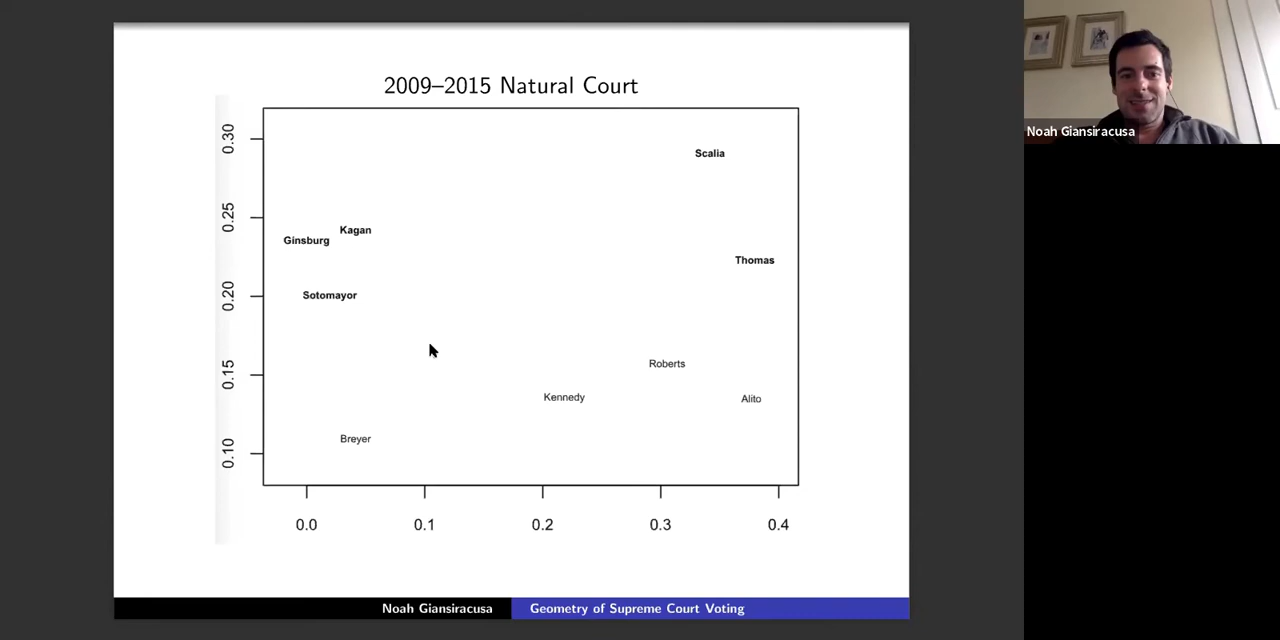 2009–2015 Natural Court
0.30
0.25
0.20
0.15
0.10
Scalia
Kagan
Ginsburg
Thomas
Sotomayor
Roberts
Kennedy
Alito
Breyer
0.0 0.1 0.2 0.3 0.4
Noah Giansiracusa Geometry of Supreme Court Voting
Noah Giansiracusa